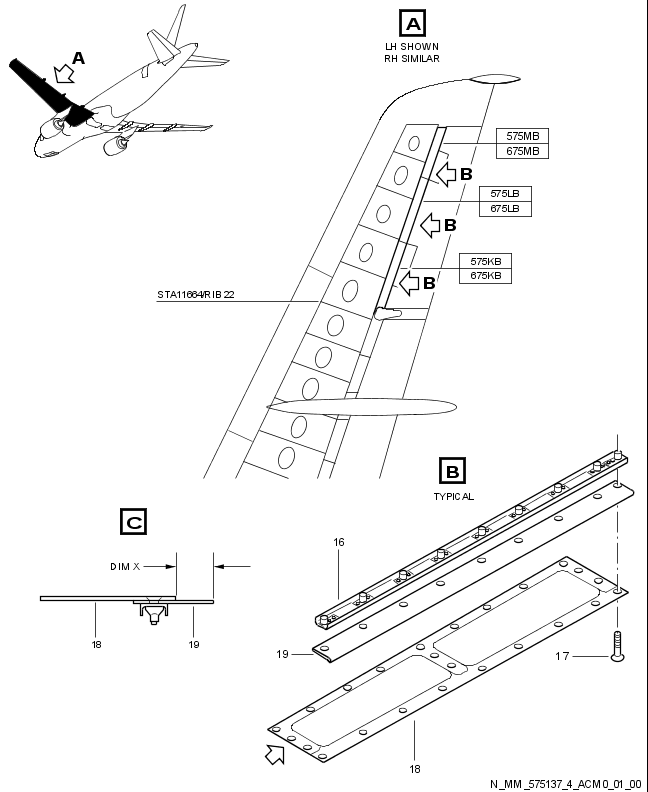 A
A
LH SHOWN
RH SIMILAR
575MB
675MB
B
575LB
675LB
B
575KB
675KB
B
STA11664/RIB 22
B
TYPICAL
C
DIM X
16
18
19
19
17
18
N_MM_575137_4_ACM0_01_00